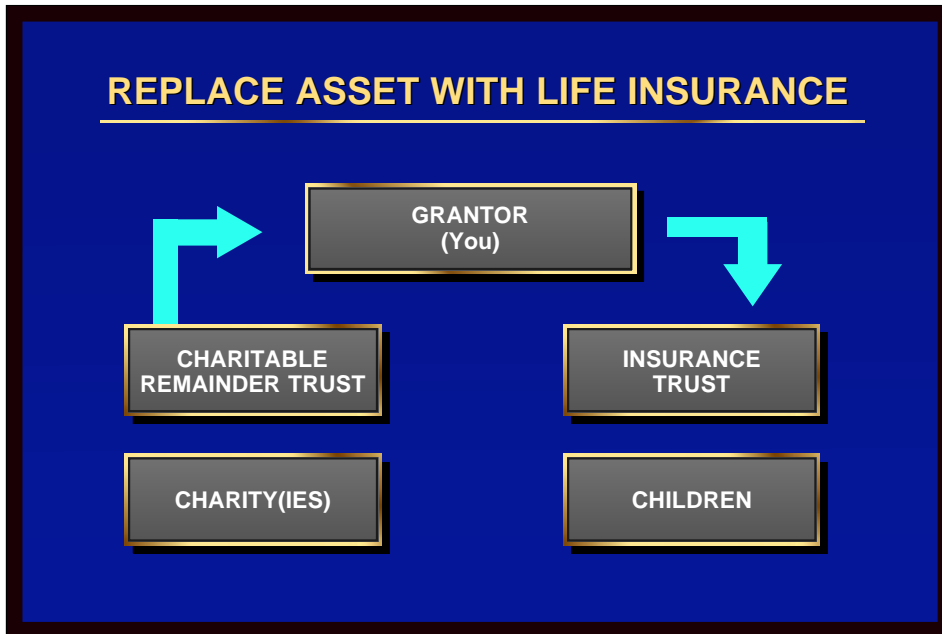 REPLACE ASSET WITH LIFE INSURANCE
GRANTOR
(You)
CHARITABLE
REMAINDER TRUST
INSURANCE
TRUST
CHARITY(IES)
CHILDREN